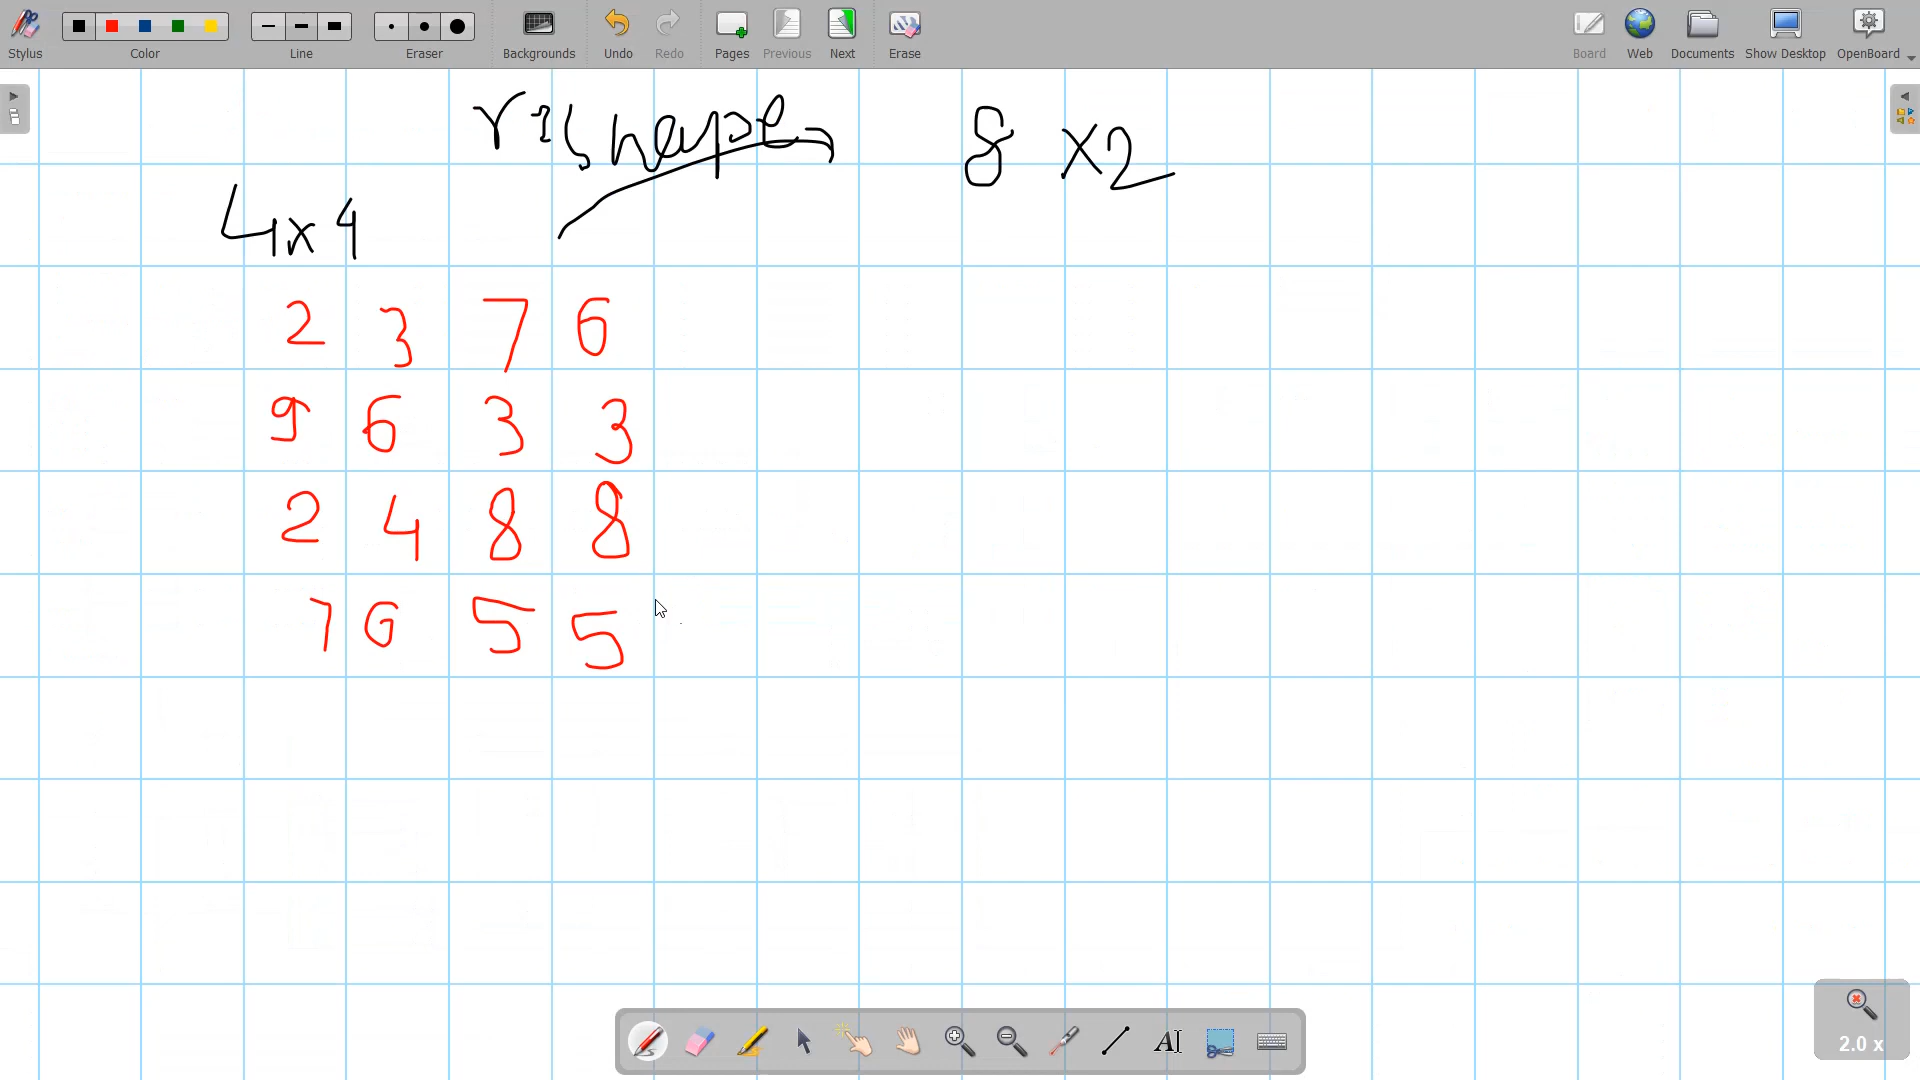 Stylus Color Line Eraser Backgrounds Undo Redo Pages Previous Next Erase Board Web Documents Show Desktop OpenBoard
reshape 8 x2
4x4
2 3 7 6
9 6 3 3
2 4 8 8
7 6 5 5
2.0 x